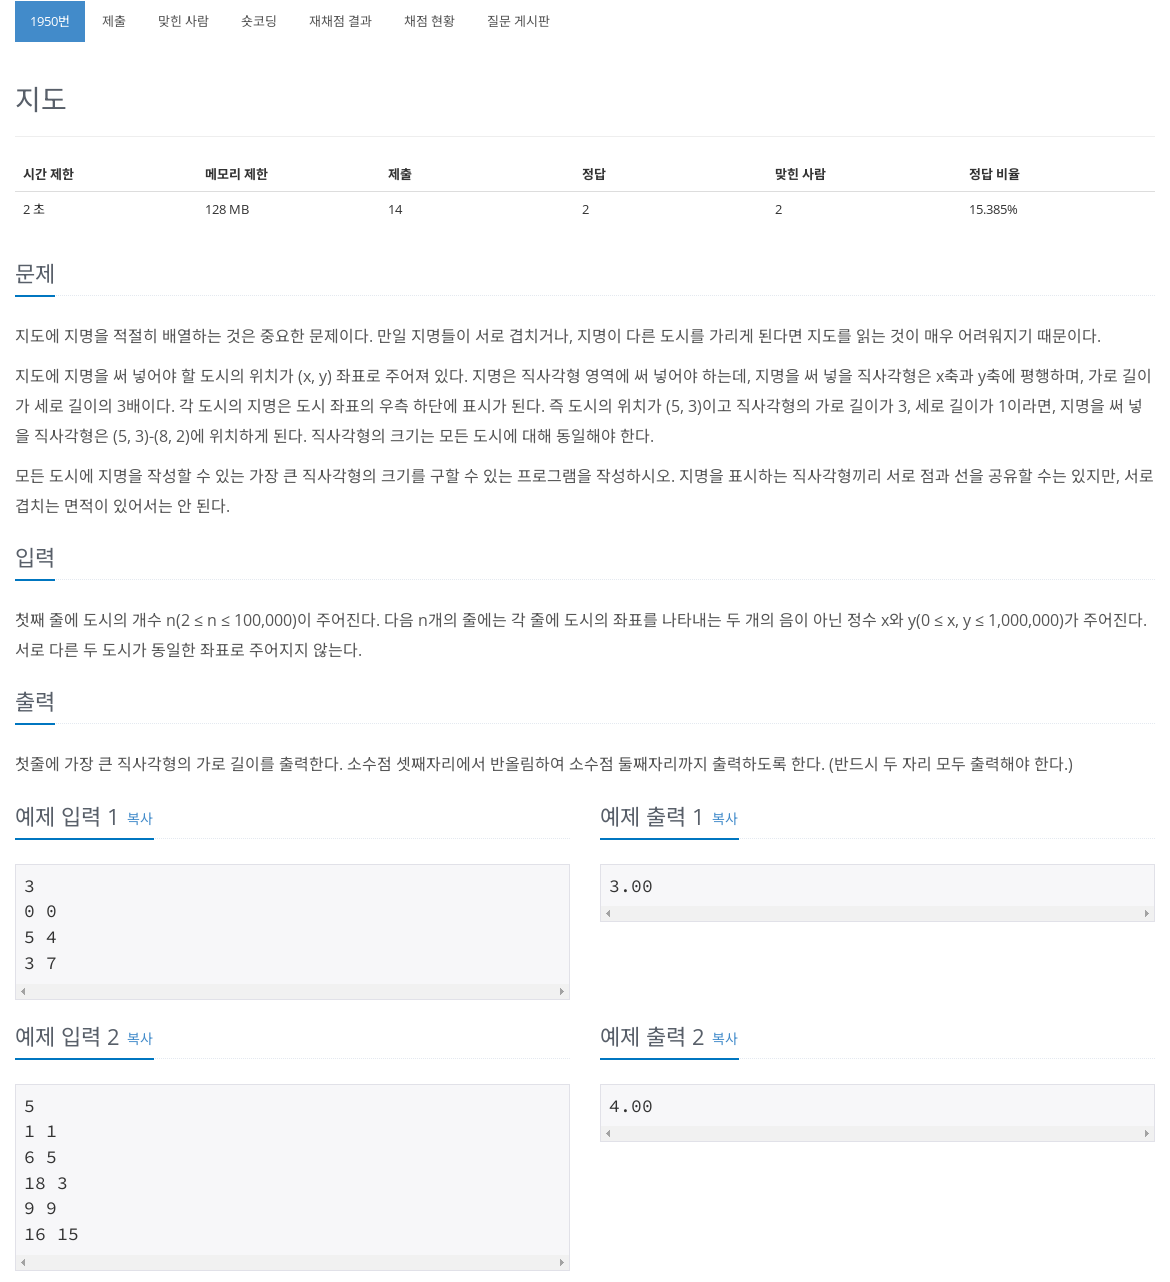 1950번 제출 맞힌 사람 숏코딩 재채점 결과 채점 현황 질문 게시판
지도
시간 제한 메모리 제한 제출 정답 맞힌 사람 정답 비율
2 초 128 MB 14 2 2 15.385%
문제
지도에 지명을 적절히 배열하는 것은 중요한 문제이다. 만일 지명들이 서로 겹치거나, 지명이 다른 도시를 가리게 된다면 지도를 읽는 것이 매우 어려워지기 때문이다.
지도에 지명을 써 넣어야 할 도시의 위치가 (x, y) 좌표로 주어져 있다. 지명은 직사각형 영역에 써 넣어야 하는데, 지명을 써 넣을 직사각형은 x축과 y축에 평행하며, 가로 길이
가 세로 길이의 3배이다. 각 도시의 지명은 도시 좌표의 우측 하단에 표시가 된다. 즉 도시의 위치가 (5, 3)이고 직사각형의 가로 길이가 3, 세로 길이가 1이라면, 지명을 써 넣
을 직사각형은 (5, 3)-(8, 2)에 위치하게 된다. 직사각형의 크기는 모든 도시에 대해 동일해야 한다.
모든 도시에 지명을 작성할 수 있는 가장 큰 직사각형의 크기를 구할 수 있는 프로그램을 작성하시오. 지명을 표시하는 직사각형끼리 서로 점과 선을 공유할 수는 있지만, 서로
겹치는 면적이 있어서는 안 된다.
입력
첫째 줄에 도시의 개수 n(2 ≤ n ≤ 100,000)이 주어진다. 다음 n개의 줄에는 각 줄에 도시의 좌표를 나타내는 두 개의 음이 아닌 정수 x와 y(0 ≤ x, y ≤ 1,000,000)가 주어진다.
서로 다른 두 도시가 동일한 좌표로 주어지지 않는다.
출력
첫줄에 가장 큰 직사각형의 가로 길이를 출력한다. 소수점 셋째자리에서 반올림하여 소수점 둘째자리까지 출력하도록 한다. (반드시 두 자리 모두 출력해야 한다.)
예제 입력 1 복사
3
0 0
5 4
3 7
예제 출력 1 복사
3.00
예제 입력 2 복사
5
1 1
6 5
18 3
9 9
16 15
예제 출력 2 복사
4.00